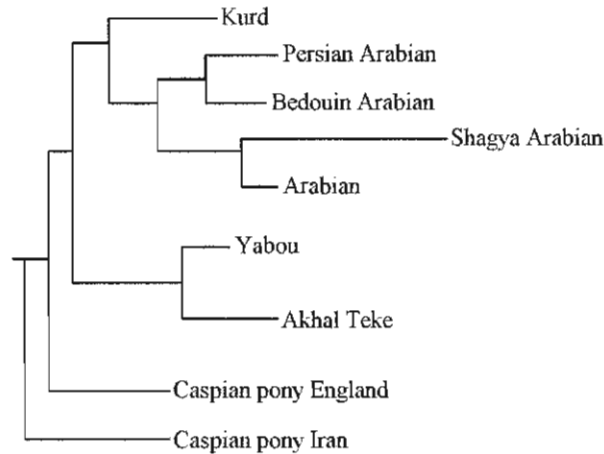 Kurd
Persian Arabian
Bedouin Arabian
Shagya Arabian
Arabian
Yabou
Akhal Teke
Caspian pony England
Caspian pony Iran